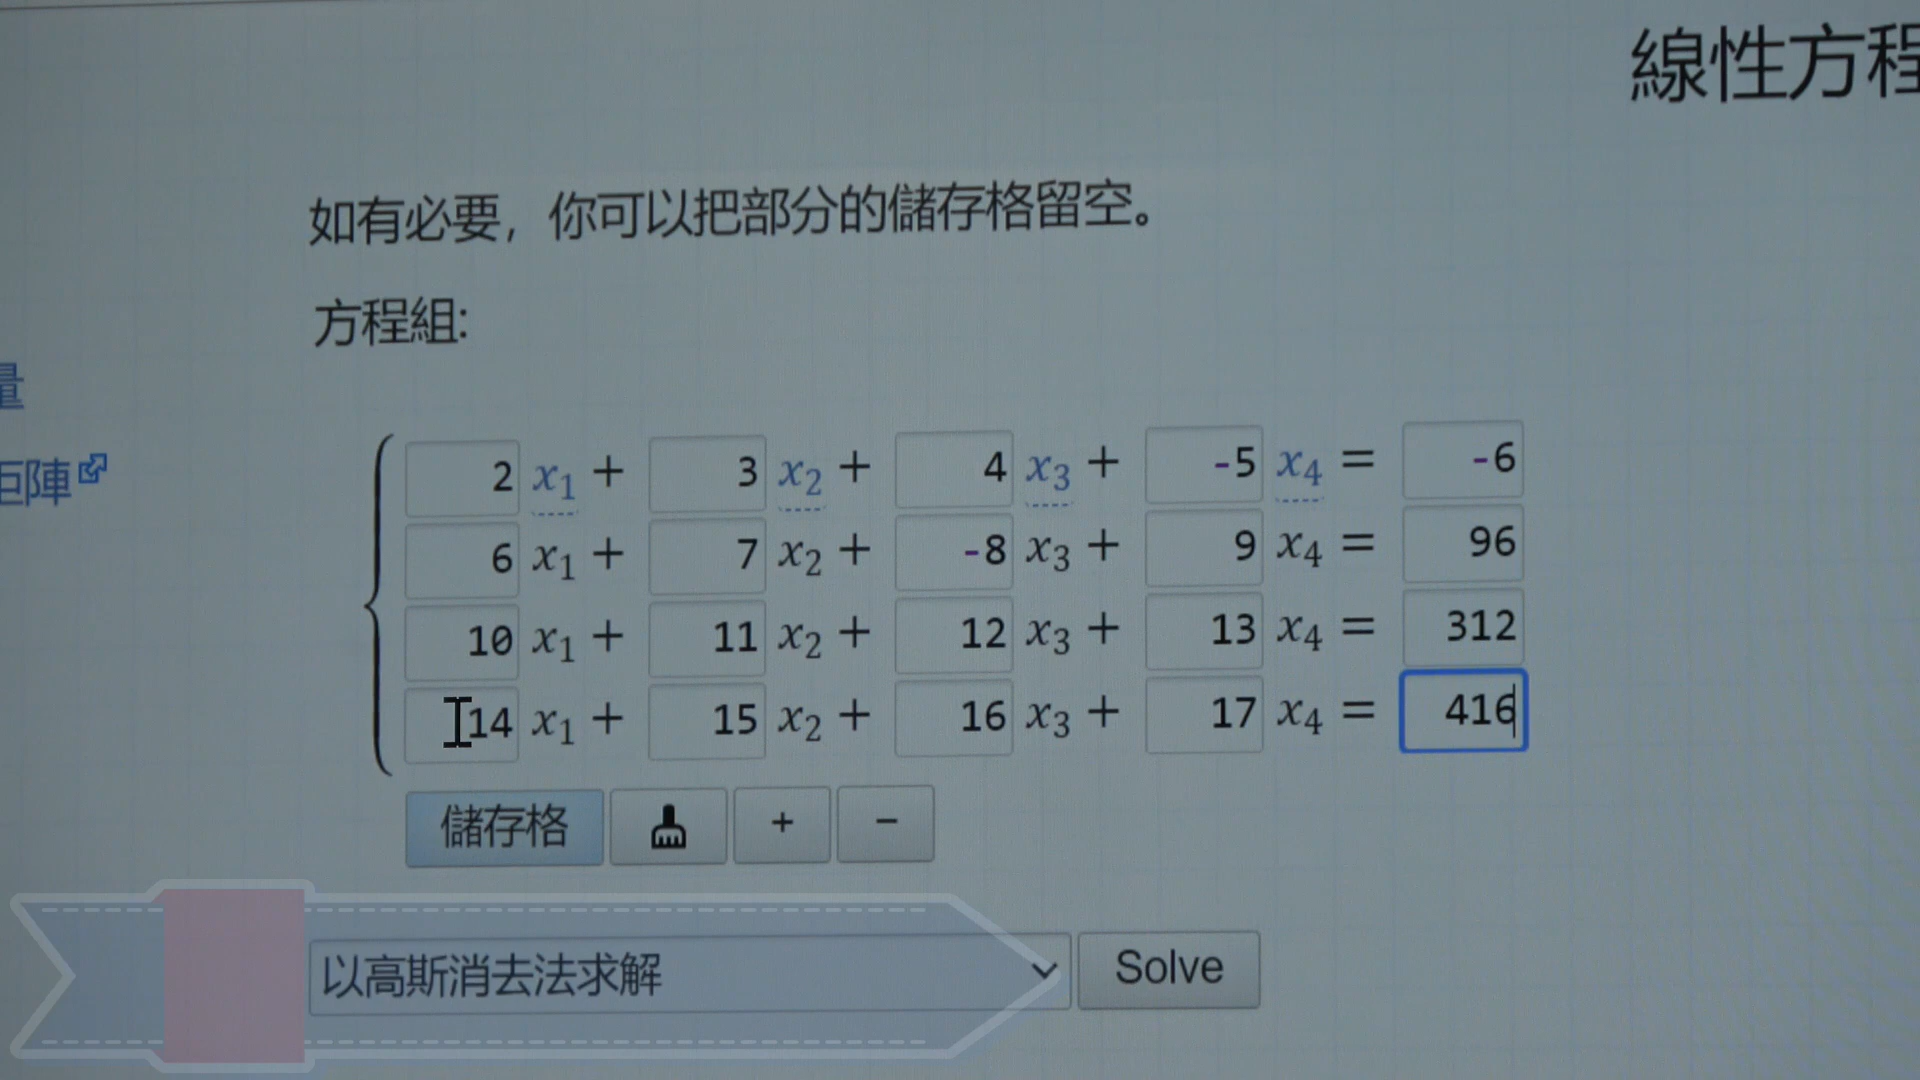 線性方程
如有必要，你可以把部分的儲存格留空。
方程組:
量
矩陣
2 x1 + 3 x2 + 4 x3 + -5 x4 = -6
6 x1 + 7 x2 + -8 x3 + 9 x4 = 96
10 x1 + 11 x2 + 12 x3 + 13 x4 = 312
14 x1 + 15 x2 + 16 x3 + 17 x4 = 416
儲存格 + −
以高斯消去法求解 Solve